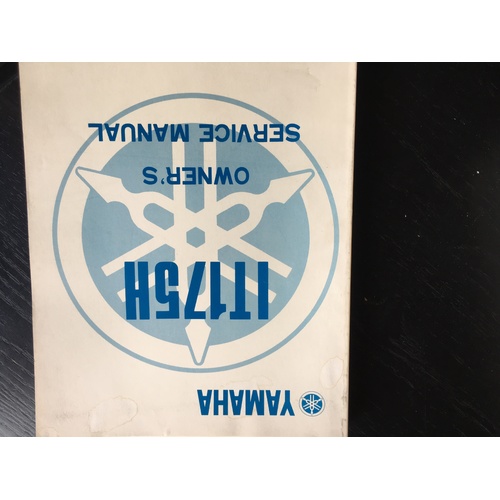 YAMAHA
IT175H
OWNER'S
SERVICE MANUAL